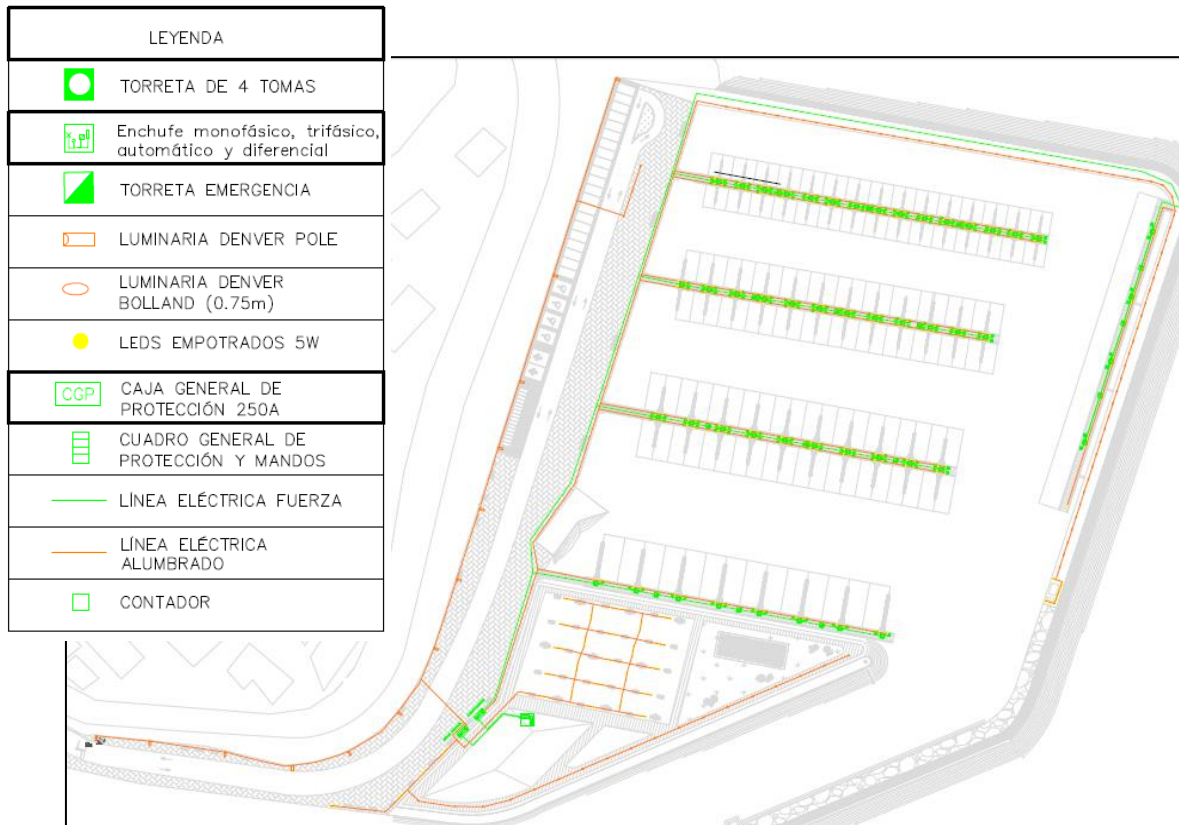 LEYENDA
TORRETA DE 4 TOMAS
Enchufe monofásico, trifásico,
automático y diferencial
TORRETA EMERGENCIA
LUMINARIA DENVER POLE
LUMINARIA DENVER
BOLLAND (0.75m)
LEDS EMPOTRADOS 5W
CGP
CAJA GENERAL DE
PROTECCIÓN 250A
CUADRO GENERAL DE
PROTECCIÓN Y MANDOS
LÍNEA ELÉCTRICA FUERZA
LÍNEA ELÉCTRICA
ALUMBRADO
CONTADOR